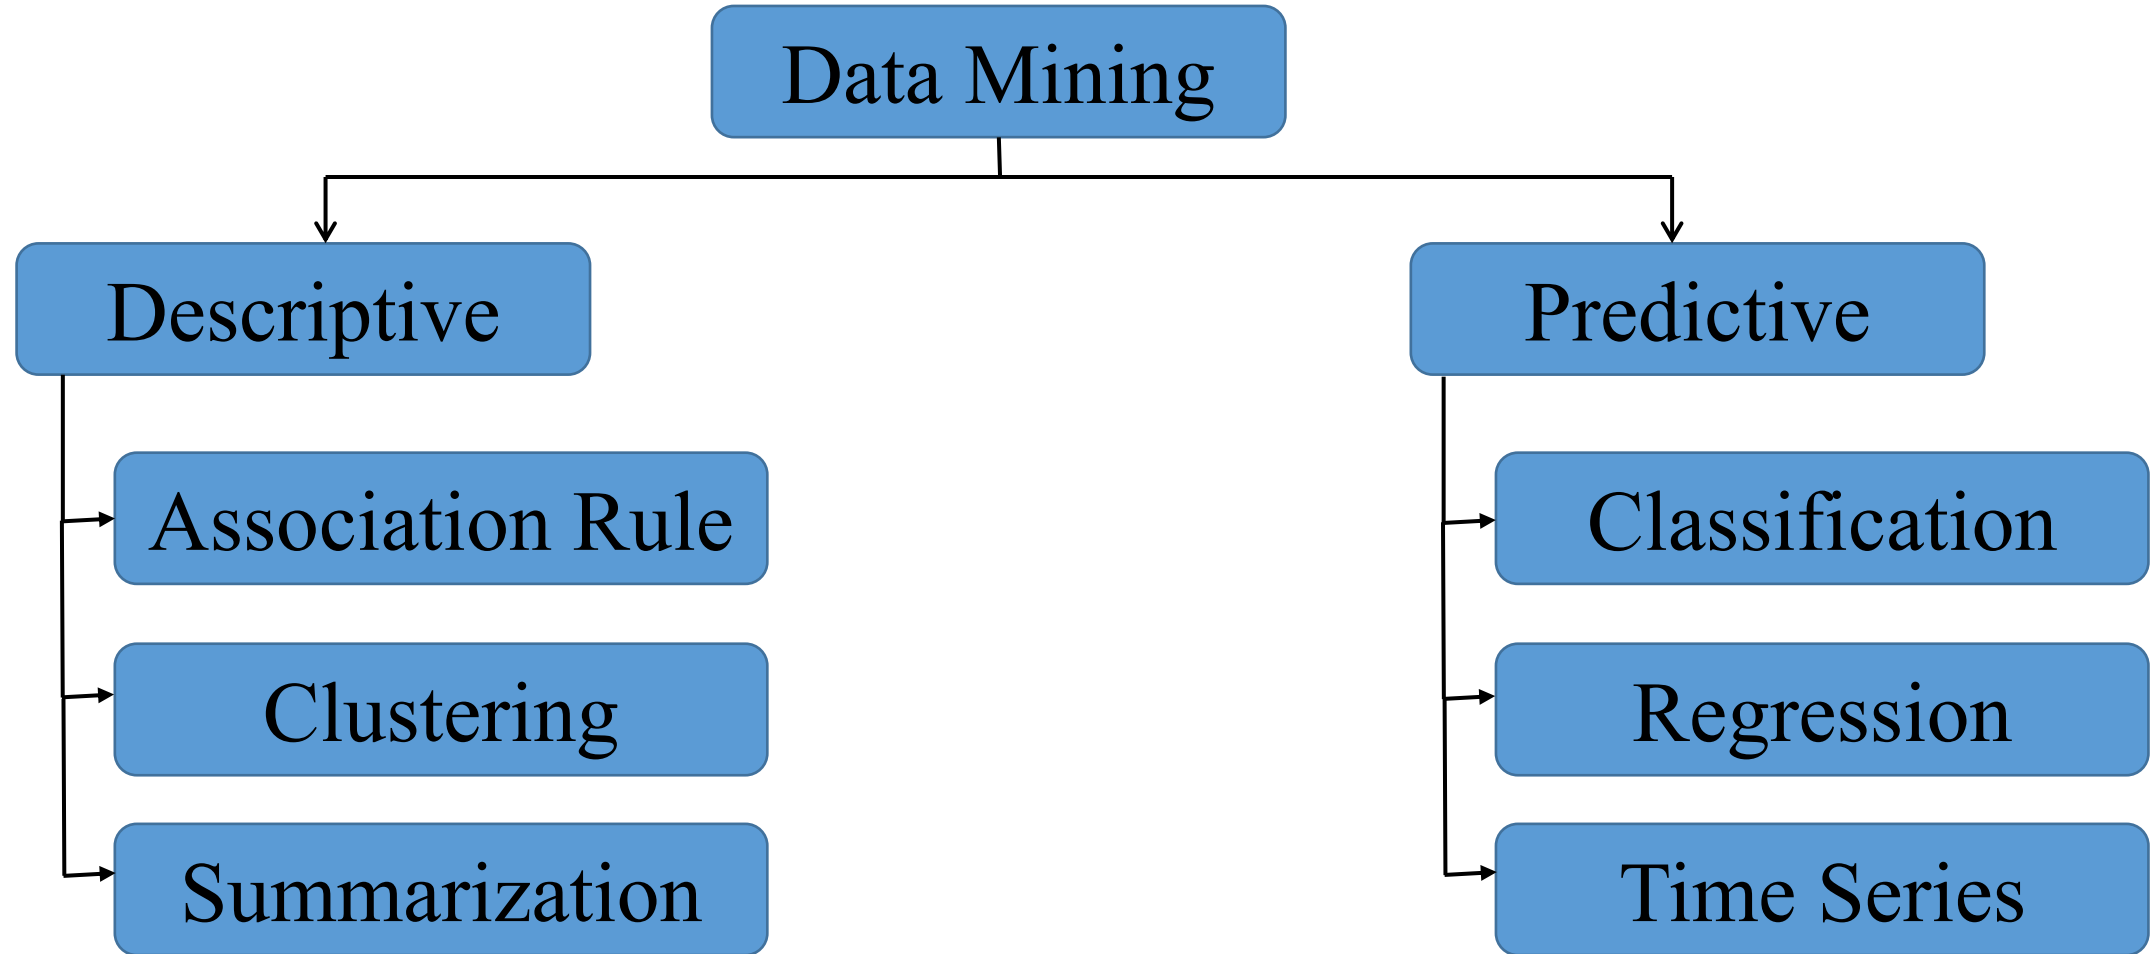 Data Mining
Descriptive
Predictive
Association Rule
Classification
Clustering
Regression
Summarization
Time Series